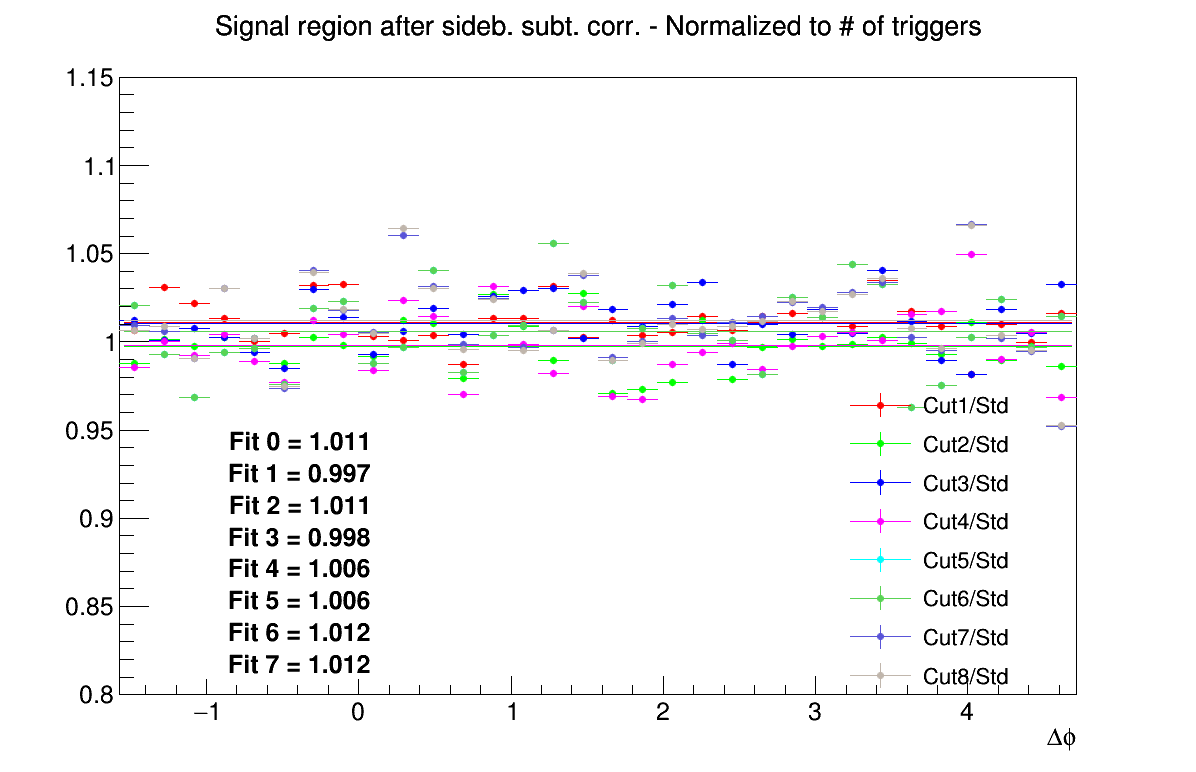 Signal region after sideb. subt. corr. - Normalized to # of triggers
1.15
1.1
1.05
1
0.95
0.9
0.85
0.8
Fit 0 = 1.011
Fit 1 = 0.997
Fit 2 = 1.011
Fit 3 = 0.998
Fit 4 = 1.006
Fit 5 = 1.006
Fit 6 = 1.012
Fit 7 = 1.012
Cut1/Std
Cut2/Std
Cut3/Std
Cut4/Std
Cut5/Std
Cut6/Std
Cut7/Std
Cut8/Std
−1 0 1 2 3 4
Δϕ